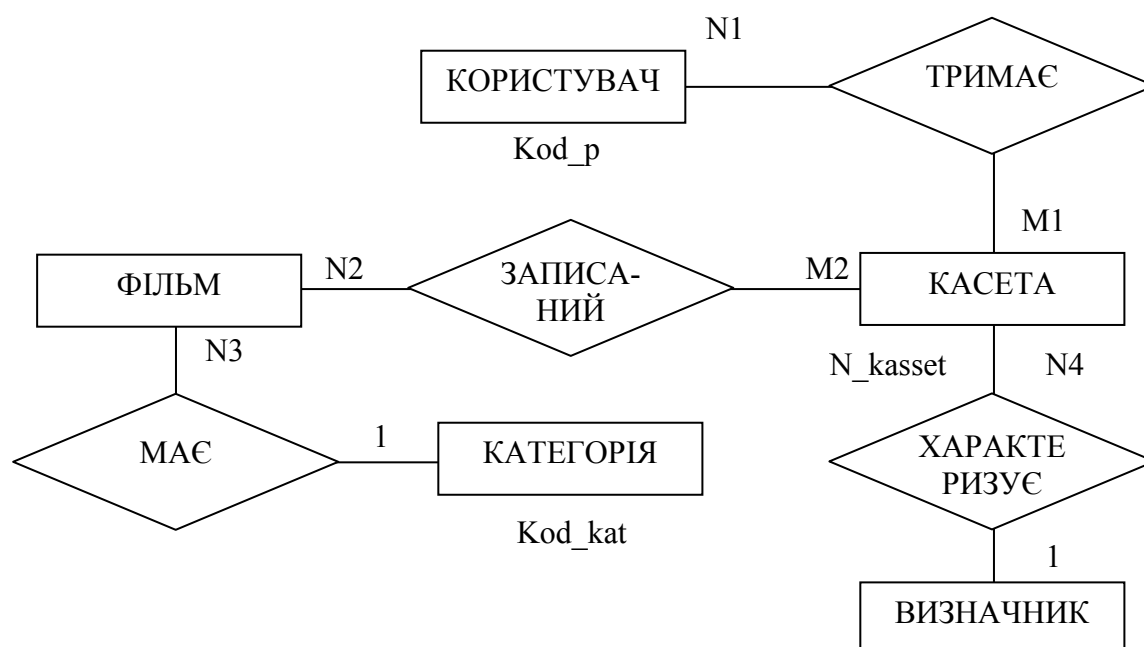 N1
КОРИСТУВАЧ
ТРИМАЄ
Kod_p
M1
ФІЛЬМ
N2
ЗАПИСА-
НИЙ
M2
КАСЕТА
N3
N_kasset
N4
МАЄ
1
КАТЕГОРІЯ
ХАРАКТЕ
РИЗУЄ
Kod_kat
1
ВИЗНАЧНИК